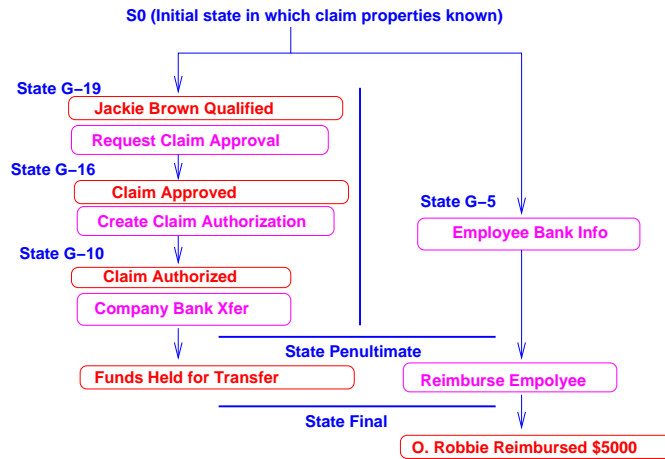 S0 (Initial state in which claim properties known)
State G−19
Jackie Brown Qualified
Request Claim Approval
State G−16
Claim Approved
Create Claim Authorization
State G−5
Employee Bank Info
State G−10
Claim Authorized
Company Bank Xfer
State Penultimate
Funds Held for Transfer
Reimburse Empolyee
State Final
O. Robbie Reimbursed $5000